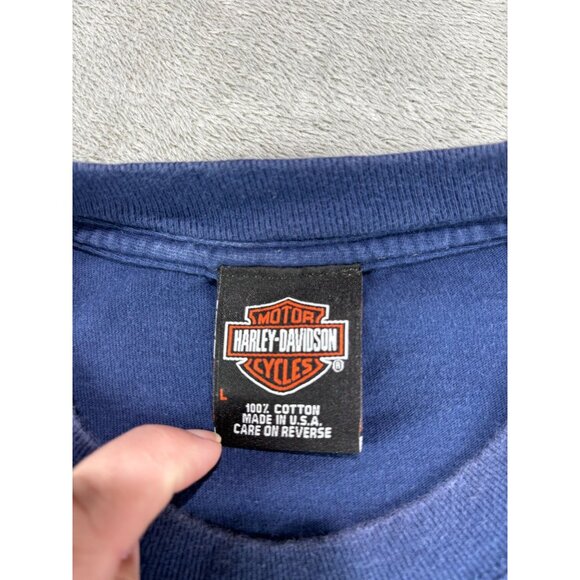 MOTOR
HARLEY-DAVIDSON
CYCLES
®
L
100% COTTON
MADE IN U.S.A.
CARE ON REVERSE